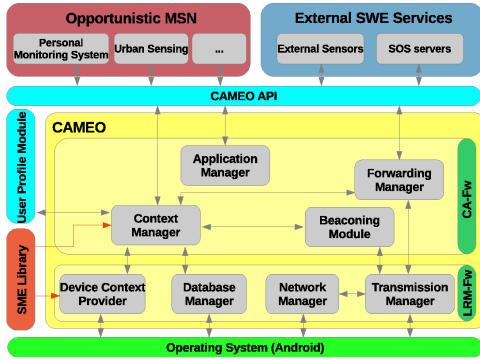 Opportunistic MSN
External SWE Services
Personal
Monitoring System
Urban Sensing
...
External Sensors
SOS servers
CAMEO API
User Profile Module
CAMEO
Application
Manager
Forwarding
Manager
CA-Fw
Context
Manager
Beaconing
Module
SME Library
Device Context
Provider
Database
Manager
Network
Manager
Transmission
Manager
LRM-Fw
Operating System (Android)